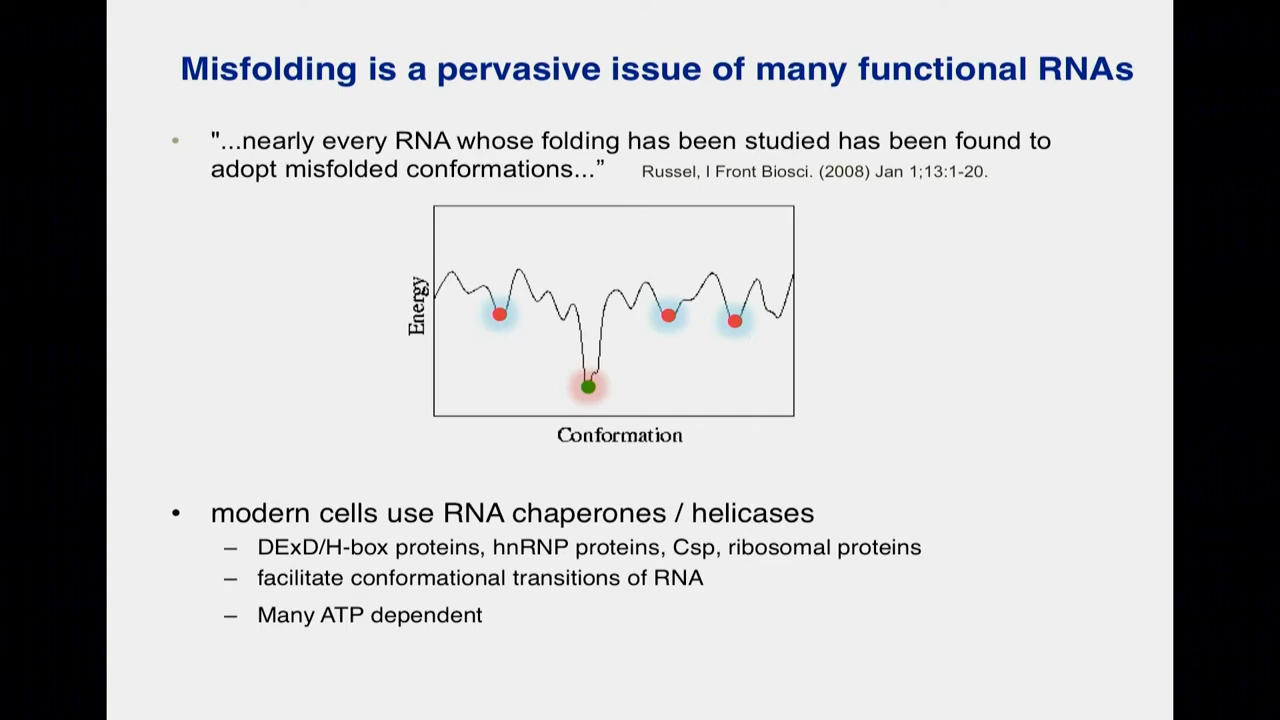 Misfolding is a pervasive issue of many functional RNAs
• "...nearly every RNA whose folding has been studied has been found to
adopt misfolded conformations...” Russel, I Front Biosci. (2008) Jan 1;13:1-20.
Energy
Conformation
• modern cells use RNA chaperones / helicases
– DExD/H-box proteins, hnRNP proteins, Csp, ribosomal proteins
– facilitate conformational transitions of RNA
– Many ATP dependent